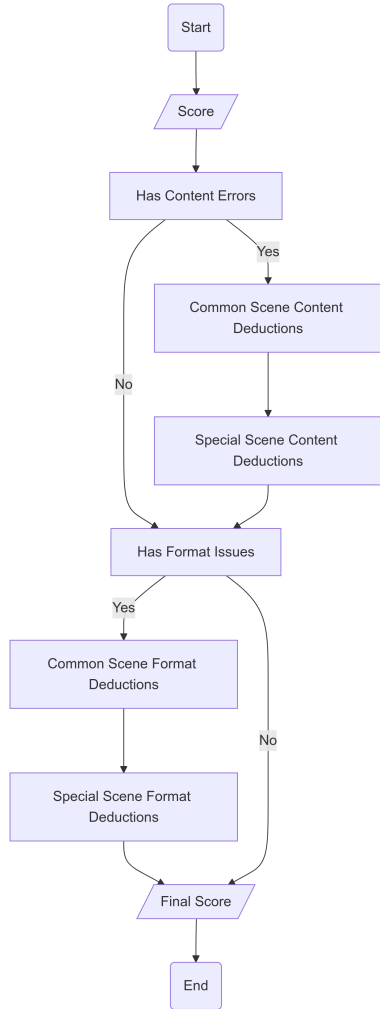 Start
Score
Has Content Errors
Yes
Common Scene Content
Deductions
No
Special Scene Content
Deductions
Has Format Issues
Yes
Common Scene Format
Deductions
No
Special Scene Format
Deductions
Final Score
End